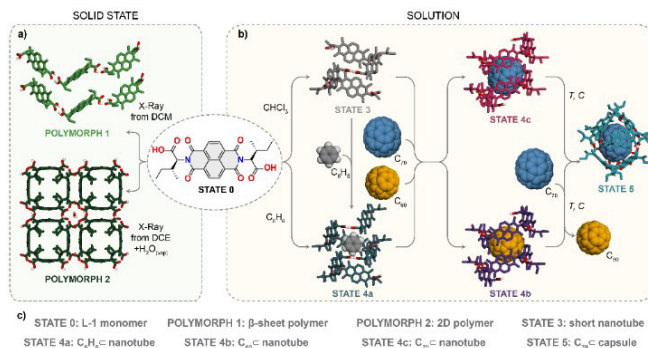 SOLID STATE
SOLUTION
a)
POLYMORPH 1
X-Ray
from DCM
HO
O
N
O
O
N
O
O
OH
STATE 0
X-Ray
from DCE
+H₂O
POLYMORPH 2
b)
STATE 3
CHCl₃
C₆H₆
C₆H₆
C₇₀
C₆₀
STATE 4a
STATE 4c
T, C
C₇₀
STATE 5
T, C
STATE 4b
C₆₀
c)
STATE 0: L-1 monomer POLYMORPH 1: β-sheet polymer POLYMORPH 2: 2D polymer STATE 3: short nanotube
STATE 4a: C₆H₆⊂ nanotube STATE 4b: C₆₀⊂ nanotube STATE 4c: C₇₀⊂ nanotube STATE 5: C₇₀⊂ capsule